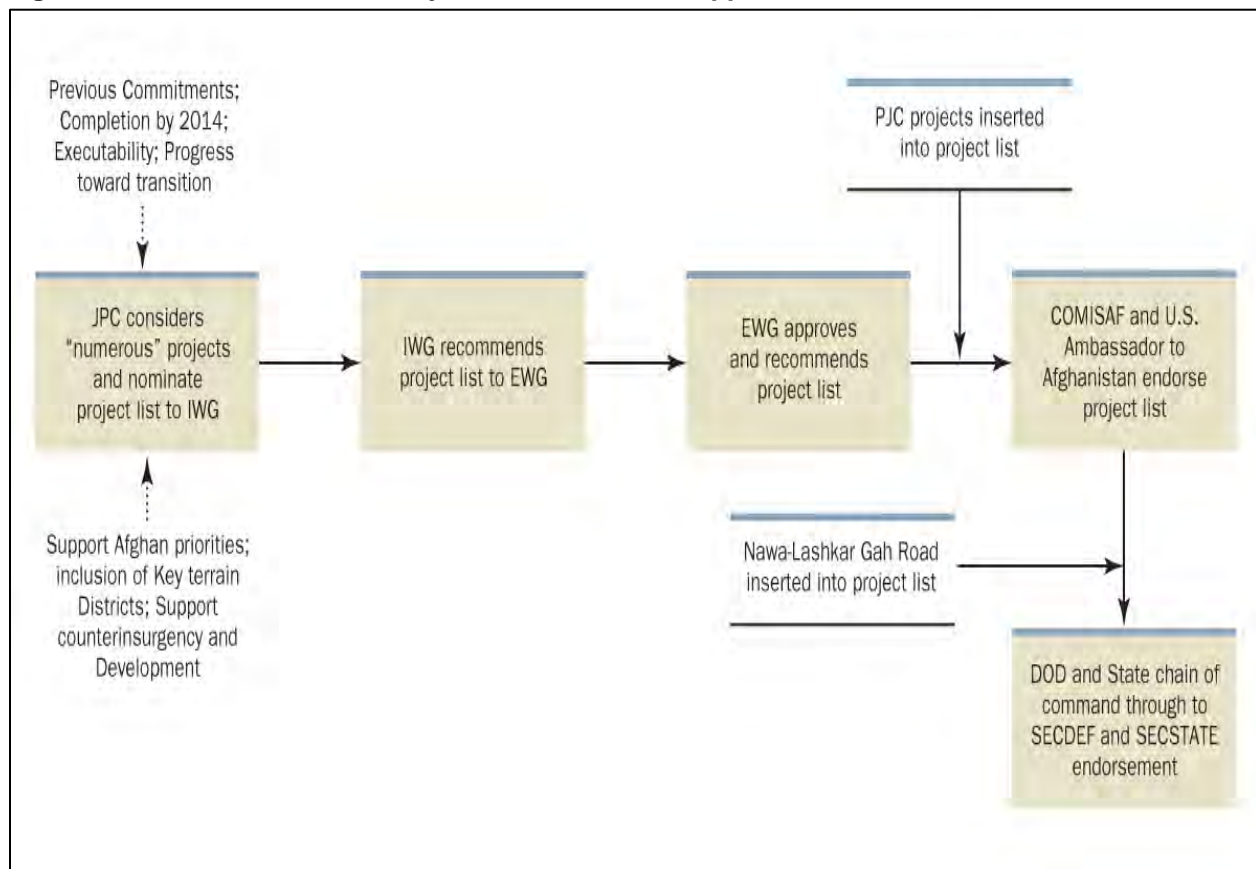 Previous Commitments;
Completion by 2014;
Executability; Progress
toward transition
PJC projects inserted
into project list
JPC considers
“numerous” projects
and nominate
project list to IWG
IWG recommends
project list to EWG
EWG approves
and recommends
project list
COMISAF and U.S.
Ambassador to
Afghanistan endorse
project list
Support Afghan priorities;
inclusion of Key terrain
Districts; Support
counterinsurgency and
Development
Nawa-Lashkar Gah Road
inserted into project list
DOD and State chain of
command through to
SECDEF and SECSTATE
endorsement